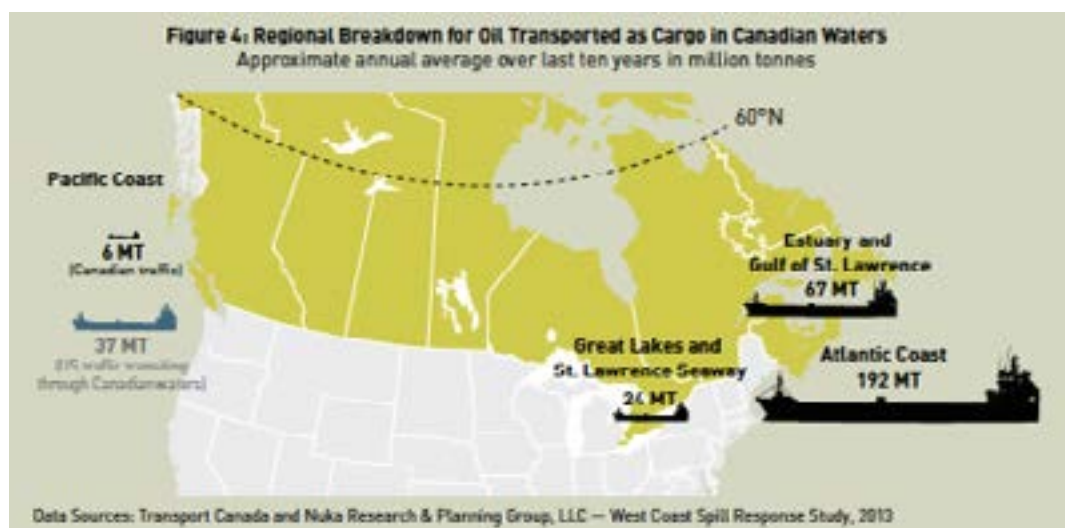 Figure 4: Regional Breakdown for Oil Transported as Cargo in Canadian Waters
Approximate annual average over last ten years in million tonnes
60°N
Pacific Coast
6 MT
(Canadian traffic)
37 MT
(US traffic transiting
through Canadian waters)
Estuary and
Gulf of St. Lawrence
67 MT
Great Lakes and
St. Lawrence Seaway
MT
Atlantic Coast
192 MT
Data Sources: Transport Canada and Nuka Research & Planning Group, LLC — West Coast Spill Response Study, 2013